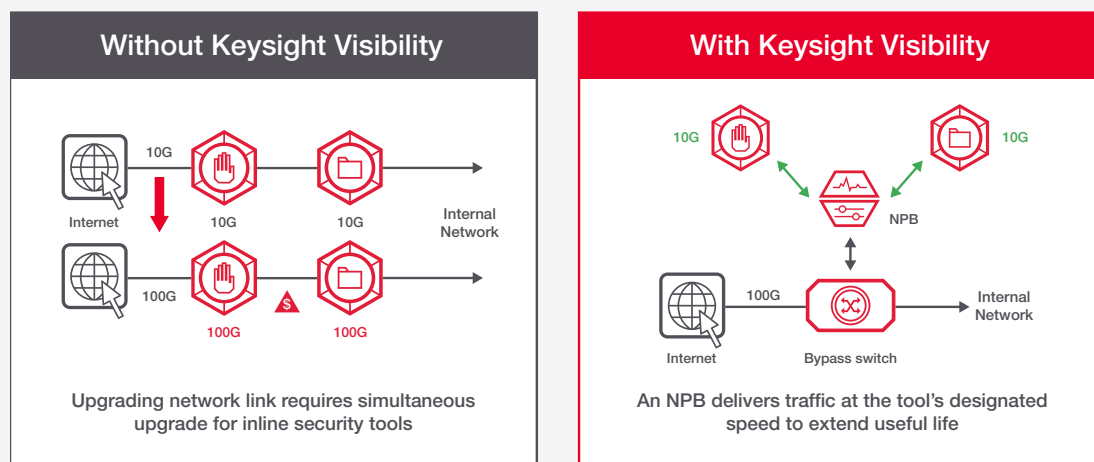 Without Keysight Visibility
10G
Internet
10G
10G
Internal
Network
100G
$
100G
100G
Upgrading network link requires simultaneous
upgrade for inline security tools
With Keysight Visibility
10G
10G
NPB
100G
Internal
Network
Internet
Bypass switch
An NPB delivers traffic at the tool's designated
speed to extend useful life